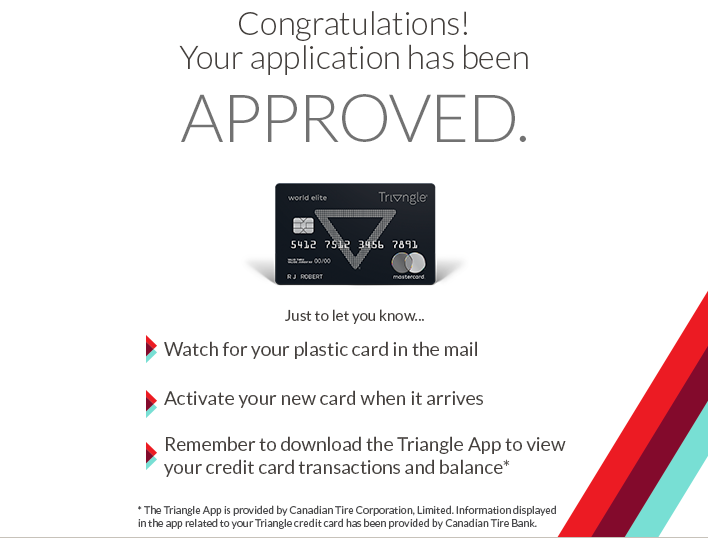 Congratulations!
Your application has been
APPROVED.
world elite
Triangle
5412 7512 3456 7891
00/00
R J ROBERT
mastercard
Just to let you know...
Watch for your plastic card in the mail
Activate your new card when it arrives
Remember to download the Triangle App to view
your credit card transactions and balance*
* The Triangle App is provided by Canadian Tire Corporation, Limited. Information displayed
in the app related to your Triangle credit card has been provided by Canadian Tire Bank.